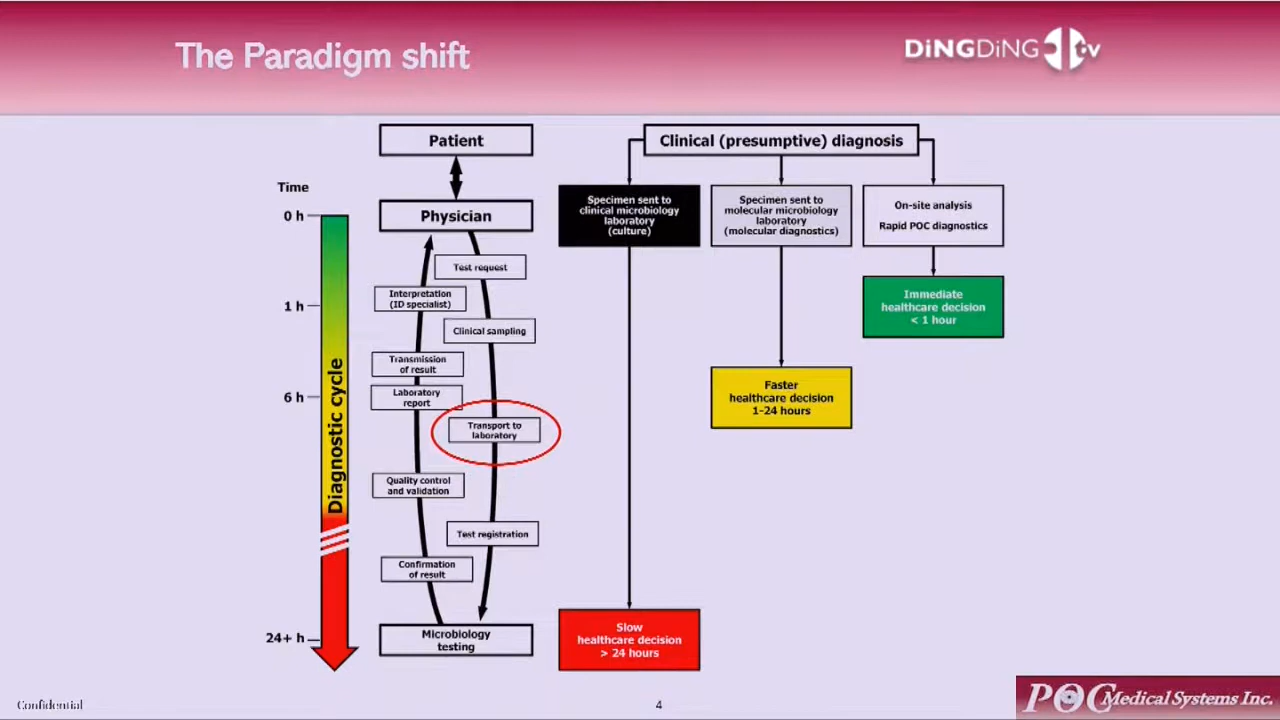 The Paradigm shift
DiNGDiNG tv
Patient
Clinical (presumptive) diagnosis
Time
0 h
1 h
6 h
24+ h
Diagnostic cycle
Physician
Test request
Interpretation
(ID specialist)
Clinical sampling
Transmission
of result
Laboratory
report
Transport to
laboratory
Quality control
and validation
Test registration
Confirmation
of result
Microbiology
testing
Specimen sent to
clinical microbiology
laboratory
(culture)
Specimen sent to
molecular microbiology
laboratory
(molecular diagnostics)
On-site analysis
Rapid POC diagnostics
Immediate
healthcare decision
< 1 hour
Faster
healthcare decision
1-24 hours
Slow
healthcare decision
> 24 hours
Confidential
4
POC Medical Systems Inc.